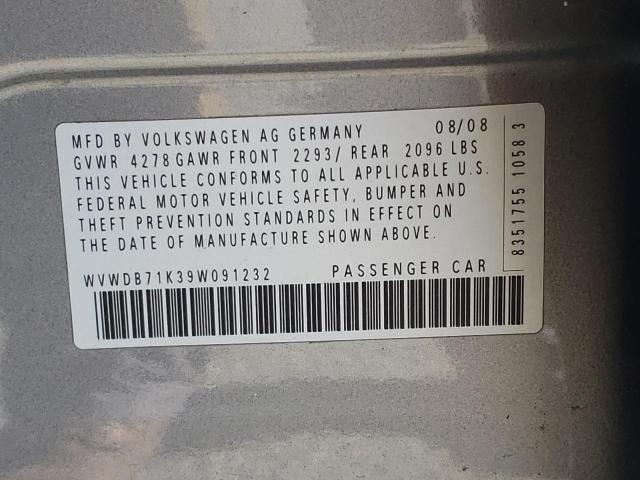 MFD BY VOLKSWAGEN AG GERMANY 08/08
GVWR 4278 GAWR FRONT 2293/ REAR 2096 LBS
THIS VEHICLE CONFORMS TO ALL APPLICABLE U.S.
FEDERAL MOTOR VEHICLE SAFETY, BUMPER AND
THEFT PREVENTION STANDARDS IN EFFECT ON
THE DATE OF MANUFACTURE SHOWN ABOVE.
WVWDB71K39W091232 PASSENGER CAR
8351755 1058 3